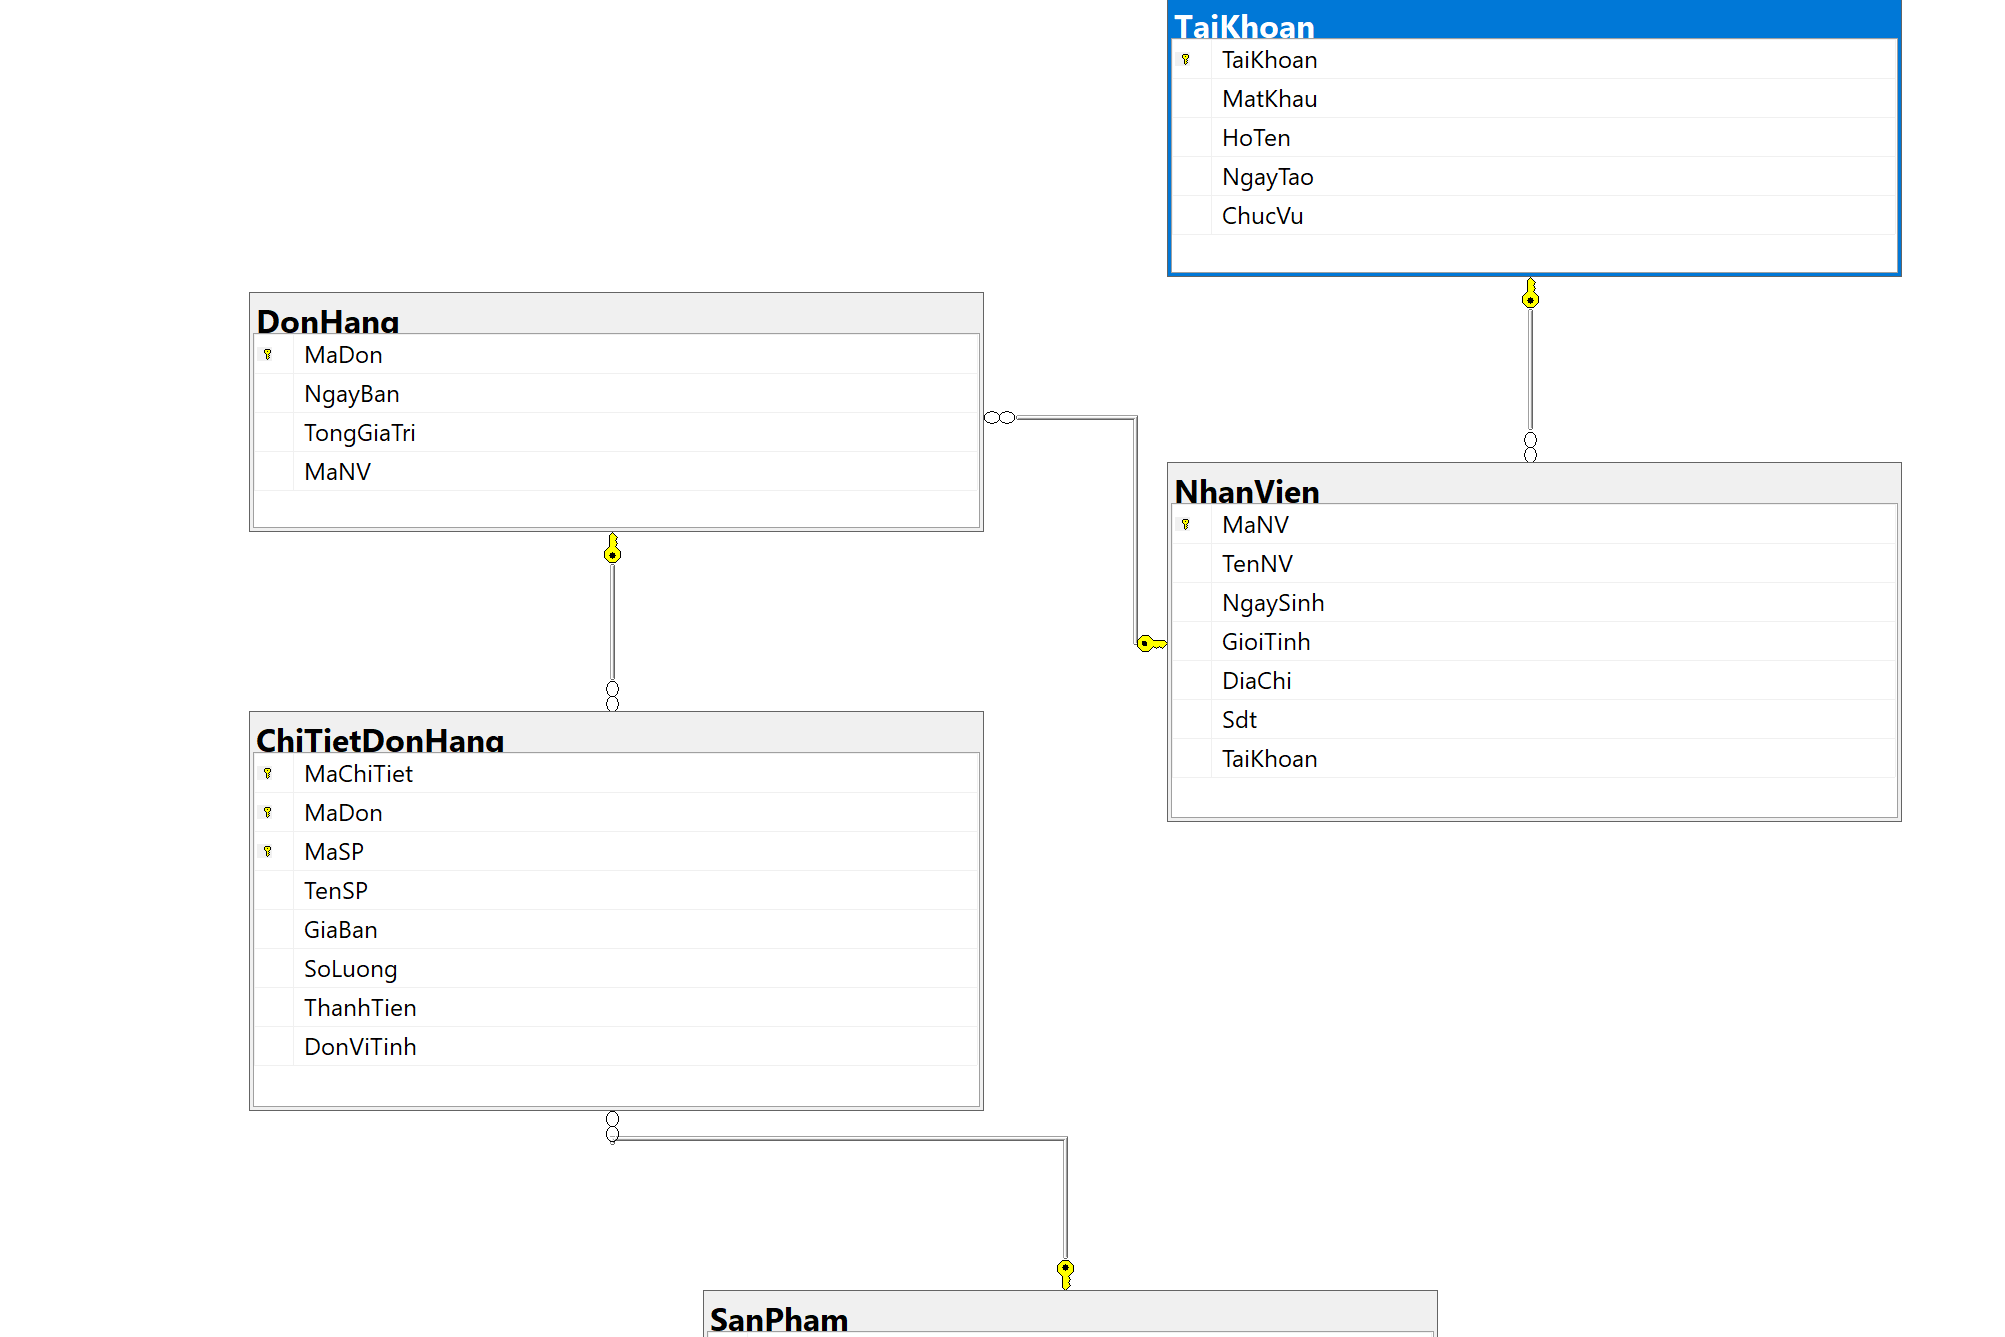 TaiKhoan
TaiKhoan
MatKhau
HoTen
NgayTao
ChucVu
DonHang
MaDon
NgayBan
TongGiaTri
MaNV
NhanVien
MaNV
TenNV
NgaySinh
GioiTinh
DiaChi
Sdt
TaiKhoan
ChiTietDonHang
MaChiTiet
MaDon
MaSP
TenSP
GiaBan
SoLuong
ThanhTien
DonViTinh
SanPham